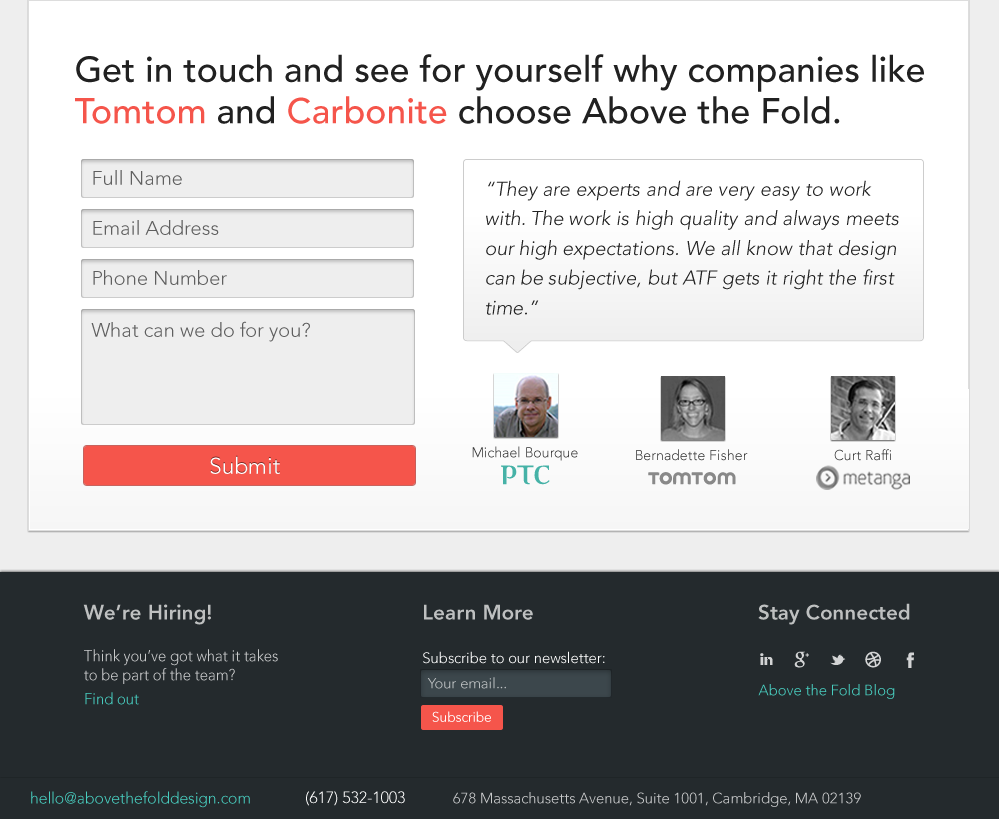 Get in touch and see for yourself why companies like
Tomtom and Carbonite choose Above the Fold.
Full Name
Email Address
Phone Number
What can we do for you?
Submit
“They are experts and are very easy to work
with. The work is high quality and always meets
our high expectations. We all know that design
can be subjective, but ATF gets it right the first
time.”
Michael Bourque
PTC
Bernadette Fisher
TOMTOM
Curt Raffi
metanga
We’re Hiring!
Think you’ve got what it takes
to be part of the team?
Find out
Learn More
Subscribe to our newsletter:
Your email...
Subscribe
Stay Connected
in g+ f
Above the Fold Blog
hello@abovethefolddesign.com
(617) 532-1003
678 Massachusetts Avenue, Suite 1001, Cambridge, MA 02139